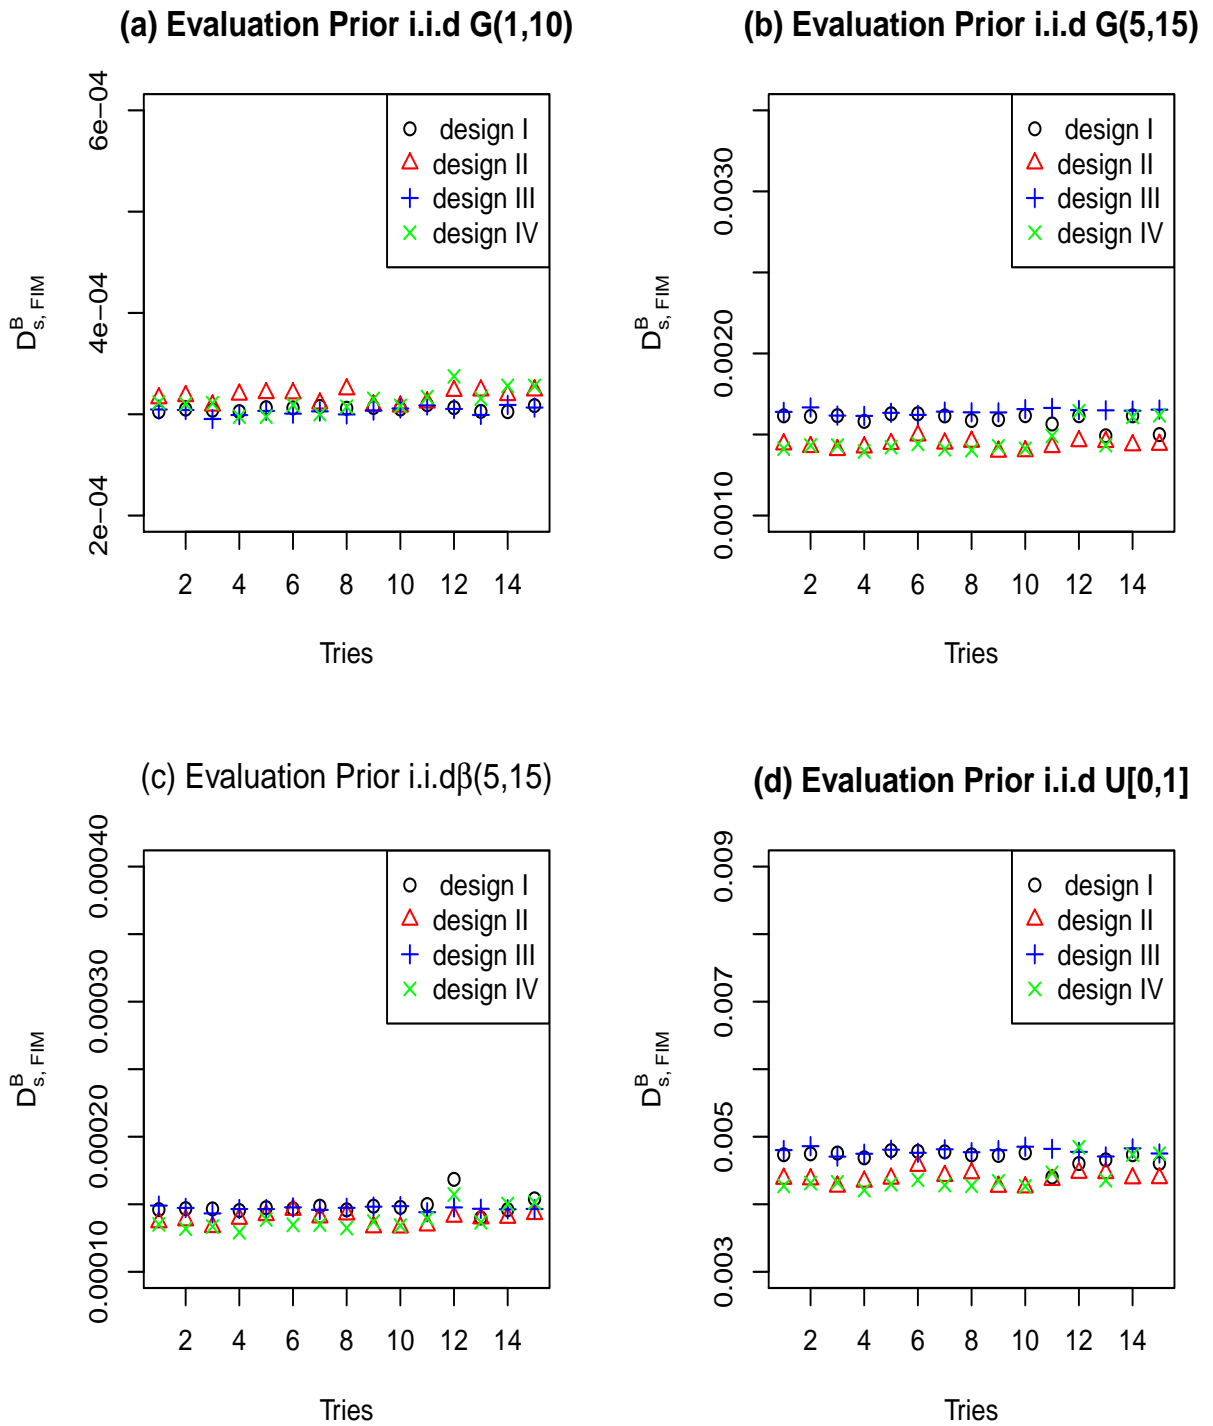 (a) Evaluation Prior i.i.d G(1,10)
6e−04
4e−04
2e−04
D^B_s, FIM
design I
design II
design III
design IV
2 4 6 8 10 12 14
Tries
(b) Evaluation Prior i.i.d G(5,15)
0.0030
0.0020
0.0010
D^B_s, FIM
design I
design II
design III
design IV
2 4 6 8 10 12 14
Tries
(c) Evaluation Prior i.i.dβ(5,15)
0.00040
0.00030
0.00020
0.00010
D^B_s, FIM
design I
design II
design III
design IV
2 4 6 8 10 12 14
Tries
(d) Evaluation Prior i.i.d U[0,1]
0.009
0.007
0.005
0.003
D^B_s, FIM
design I
design II
design III
design IV
2 4 6 8 10 12 14
Tries